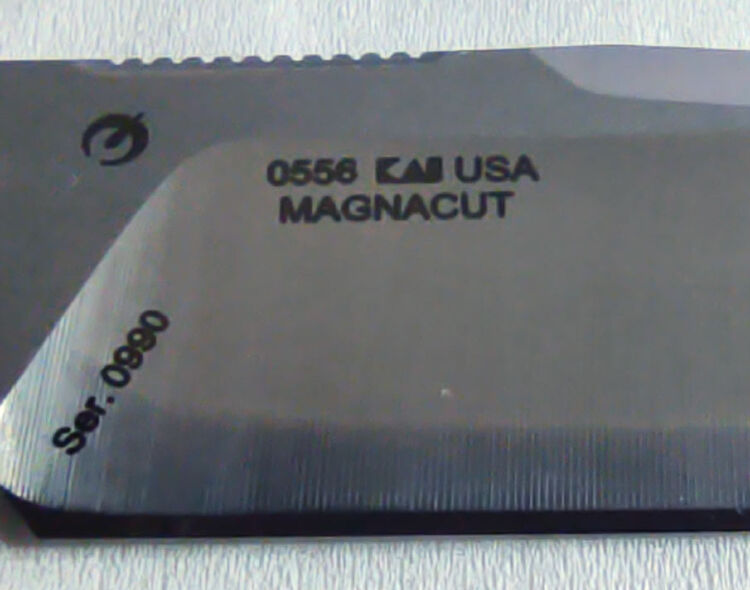 0556 KAI USA
MAGNACUT
Ser. 0990